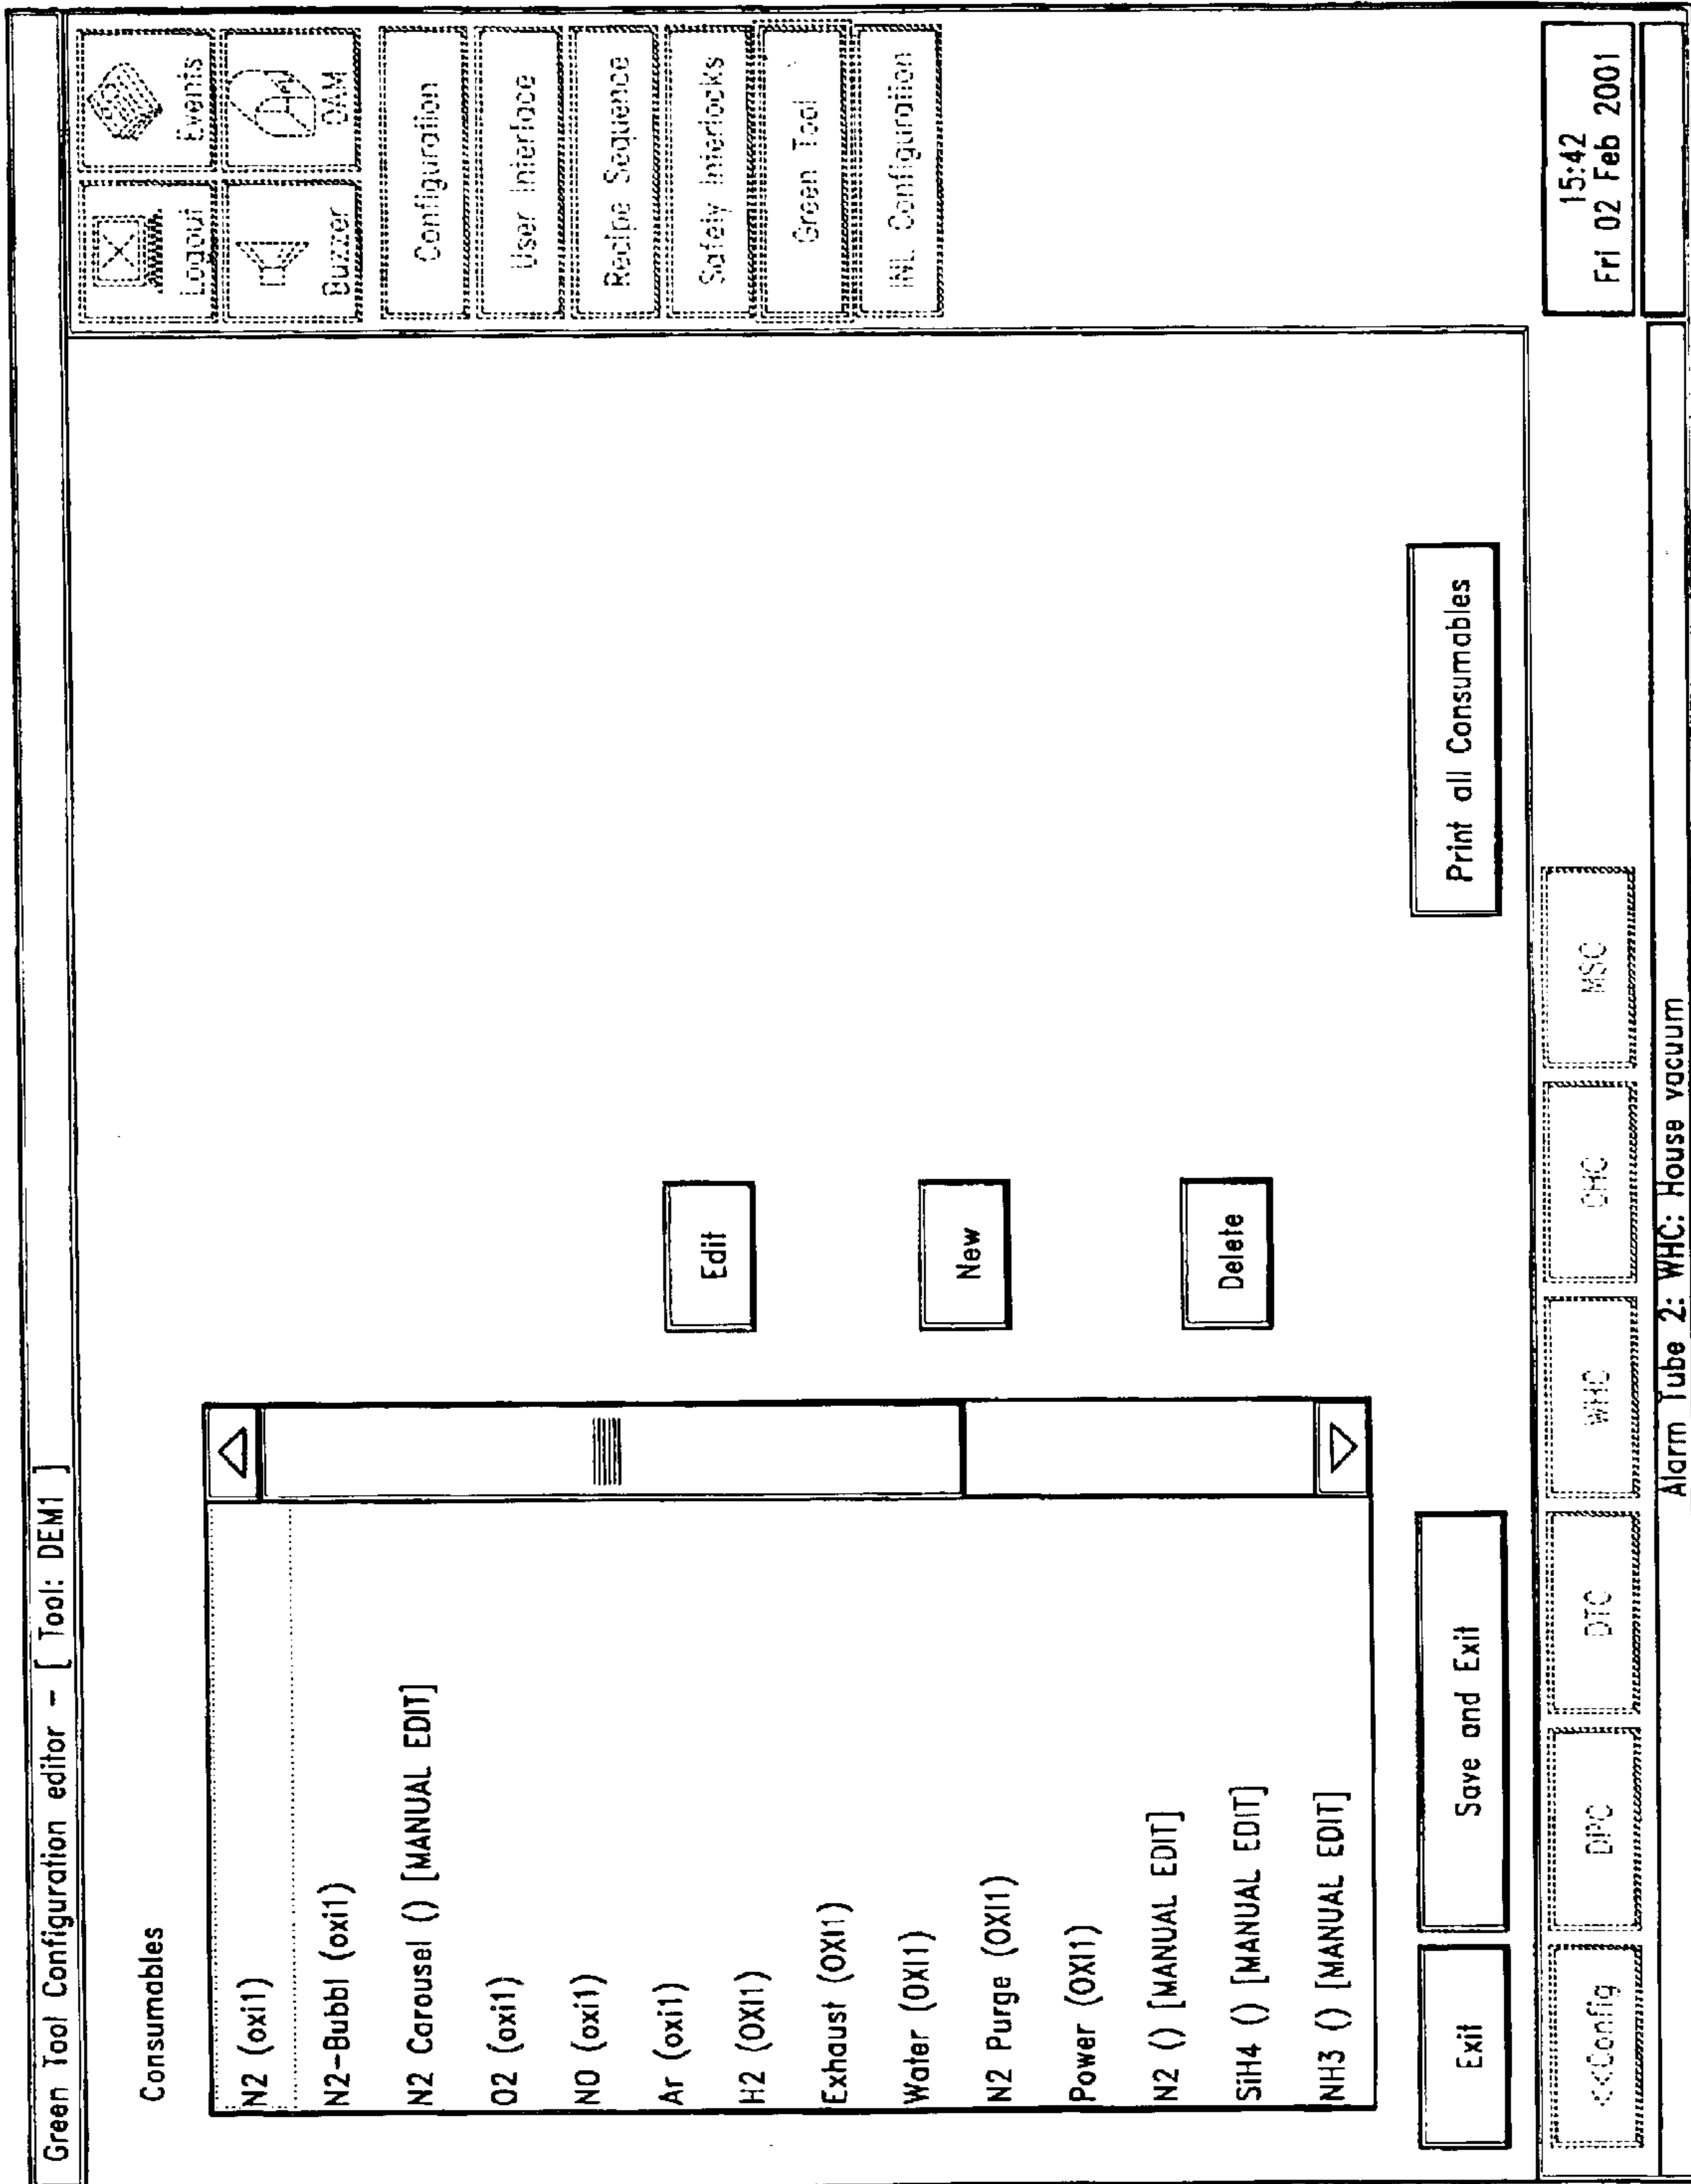 Green Tool Configuration editor - [ Tool: DEM1 ]
Consumables
N2 (oxi1)
N2-Bubbl (oxi1)
N2 Carousel () [MANUAL EDIT]
O2 (oxi1)
NO (oxi1)
Ar (oxi1)
H2 (OXI1)
Exhaust (OXI1)
Water (OXI1)
N2 Purge (OXI1)
Power (OXI1)
N2 () [MANUAL EDIT]
SiH4 () [MANUAL EDIT]
NH3 () [MANUAL EDIT]
Edit
New
Delete
Exit
Save and Exit
Print all Consumables
Logout
Events
Buzzer
DAM
Configuration
User Interface
Recipe Sequence
Safety Interlocks
Green Tool
<<Config
DPC
DTC
WHC
MSC
15:42
Fri 02 Feb 2001
Alarm Tube 2: WHC: House vacuum